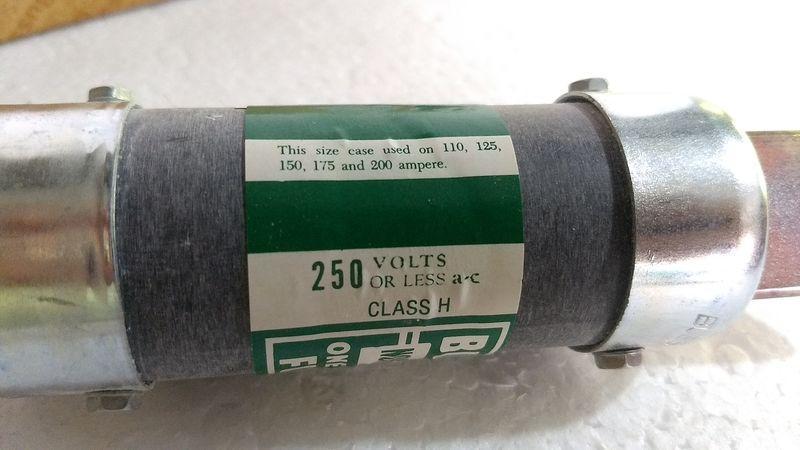 This size case used on 110, 125,
150, 175 and 200 ampere.
250 VOLTS
OR LESS a-c
CLASS H